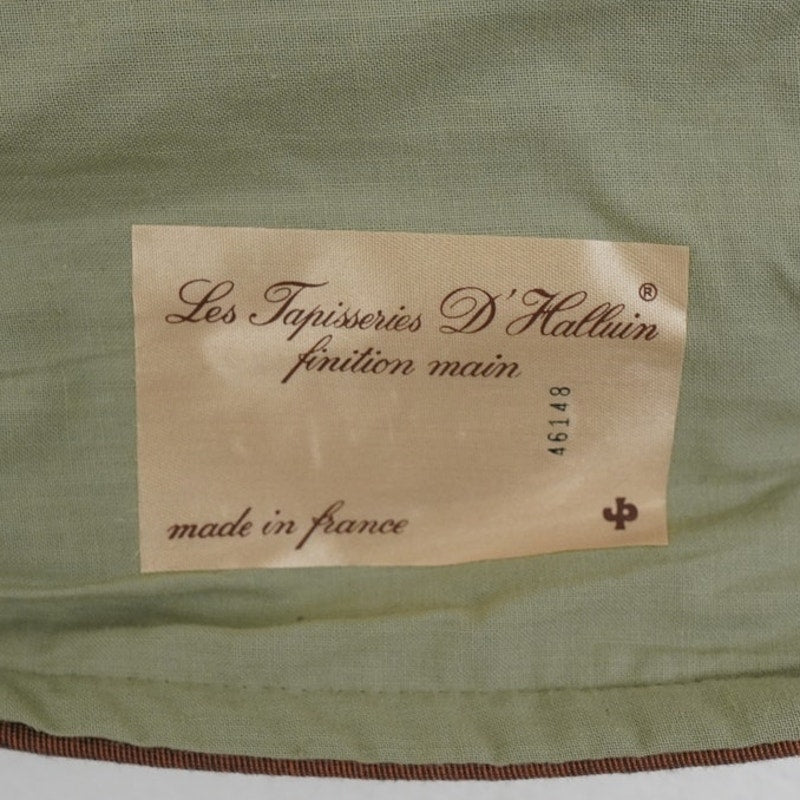 Les Tapisseries D'Halluin ®
finition main
46148
made in france